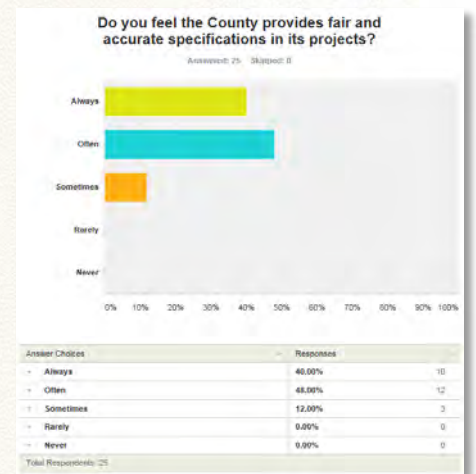 Do you feel the County provides fair and
accurate specifications in its projects?
Answered: 25 Skipped: 0
Always
Often
Sometimes
Rarely
Never
0% 10% 20% 30% 40% 50% 60% 70% 80% 90% 100%
Answer Choices Responses
Always 40.00% 10
Often 48.00% 12
Sometimes 12.00% 3
Rarely 0.00% 0
Never 0.00% 0
Total Respondents: 25